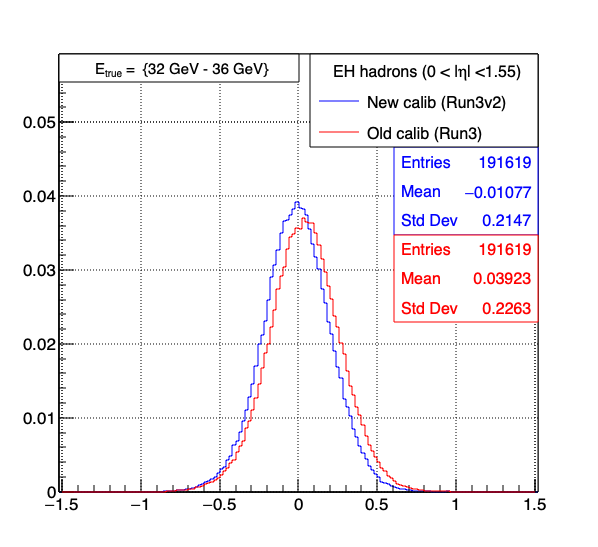 E_true = {32 GeV - 36 GeV}
EH hadrons (0 < |η| <1.55)
New calib (Run3v2)
Old calib (Run3)
Entries 191619
Mean −0.01077
Std Dev 0.2147
Entries 191619
Mean 0.03923
Std Dev 0.2263
0.05
0.04
0.03
0.02
0.01
0
−1.5 −1 −0.5 0 0.5 1 1.5